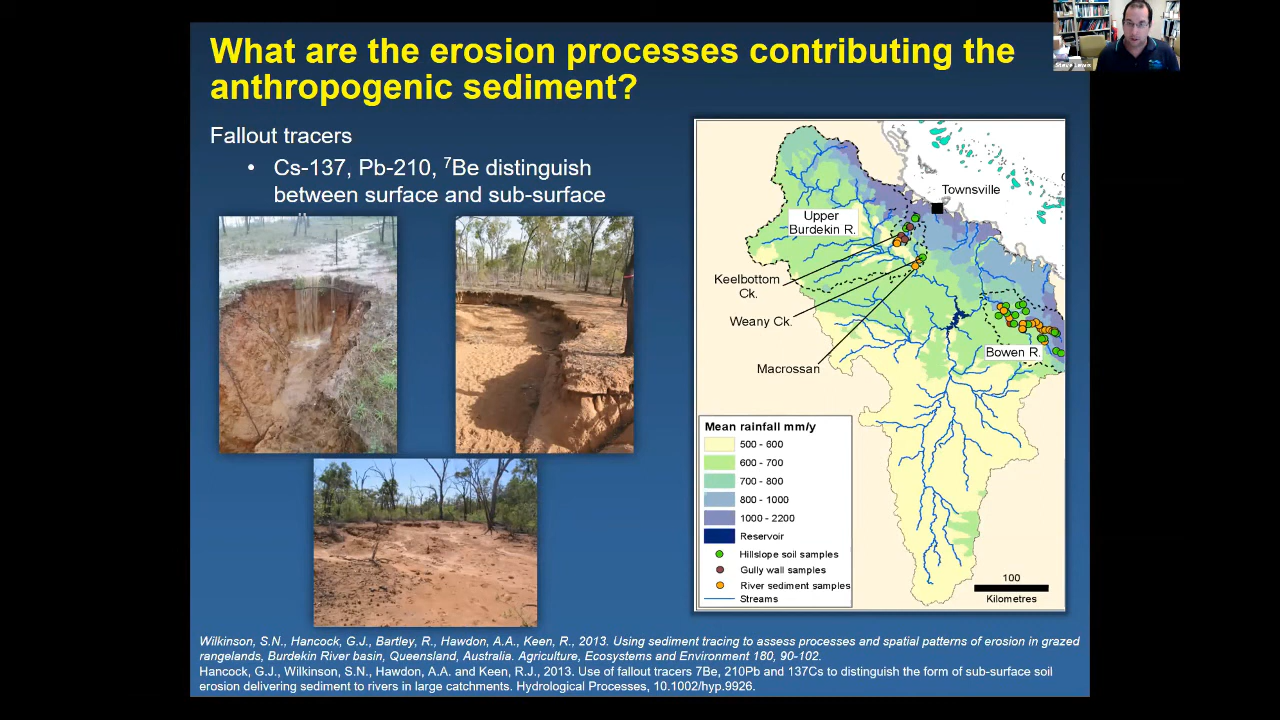 What are the erosion processes contributing the
anthropogenic sediment?
Steve Lewis
Fallout tracers
• Cs-137, Pb-210, ⁷Be distinguish
between surface and sub-surface
Townsville
Upper
Burdekin R.
Keelbottom
Ck.
Weany Ck.
Bowen R.
Macrossan
Mean rainfall mm/y
500 - 600
600 - 700
700 - 800
800 - 1000
1000 - 2200
Reservoir
Hillslope soil samples
Gully wall samples
River sediment samples
Streams
100
Kilometres
Wilkinson, S.N., Hancock, G.J., Bartley, R., Hawdon, A.A., Keen, R., 2013. Using sediment tracing to assess processes and spatial patterns of erosion in grazed
rangelands, Burdekin River basin, Queensland, Australia. Agriculture, Ecosystems and Environment 180, 90-102.
Hancock, G.J., Wilkinson, S.N., Hawdon, A.A. and Keen, R.J., 2013. Use of fallout tracers 7Be, 210Pb and 137Cs to distinguish the form of sub-surface soil
erosion delivering sediment to rivers in large catchments. Hydrological Processes, 10.1002/hyp.9926.